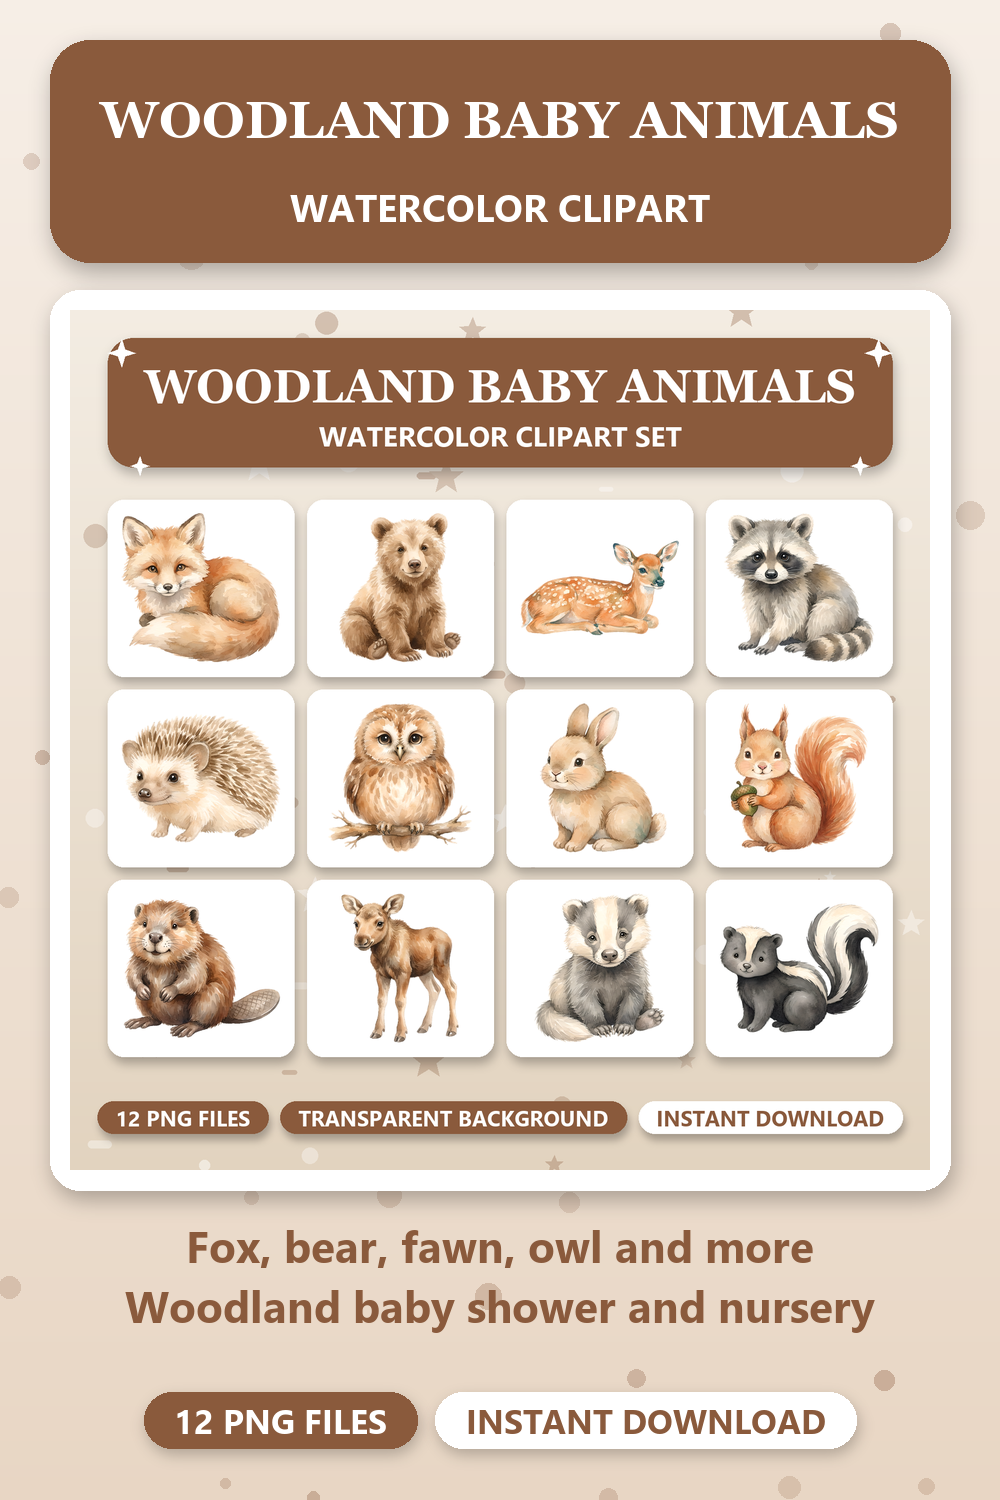 WOODLAND BABY ANIMALS
WATERCOLOR CLIPART
WOODLAND BABY ANIMALS
WATERCOLOR CLIPART SET
12 PNG FILES
TRANSPARENT BACKGROUND
INSTANT DOWNLOAD
Fox, bear, fawn, owl and more
Woodland baby shower and nursery
12 PNG FILES
INSTANT DOWNLOAD